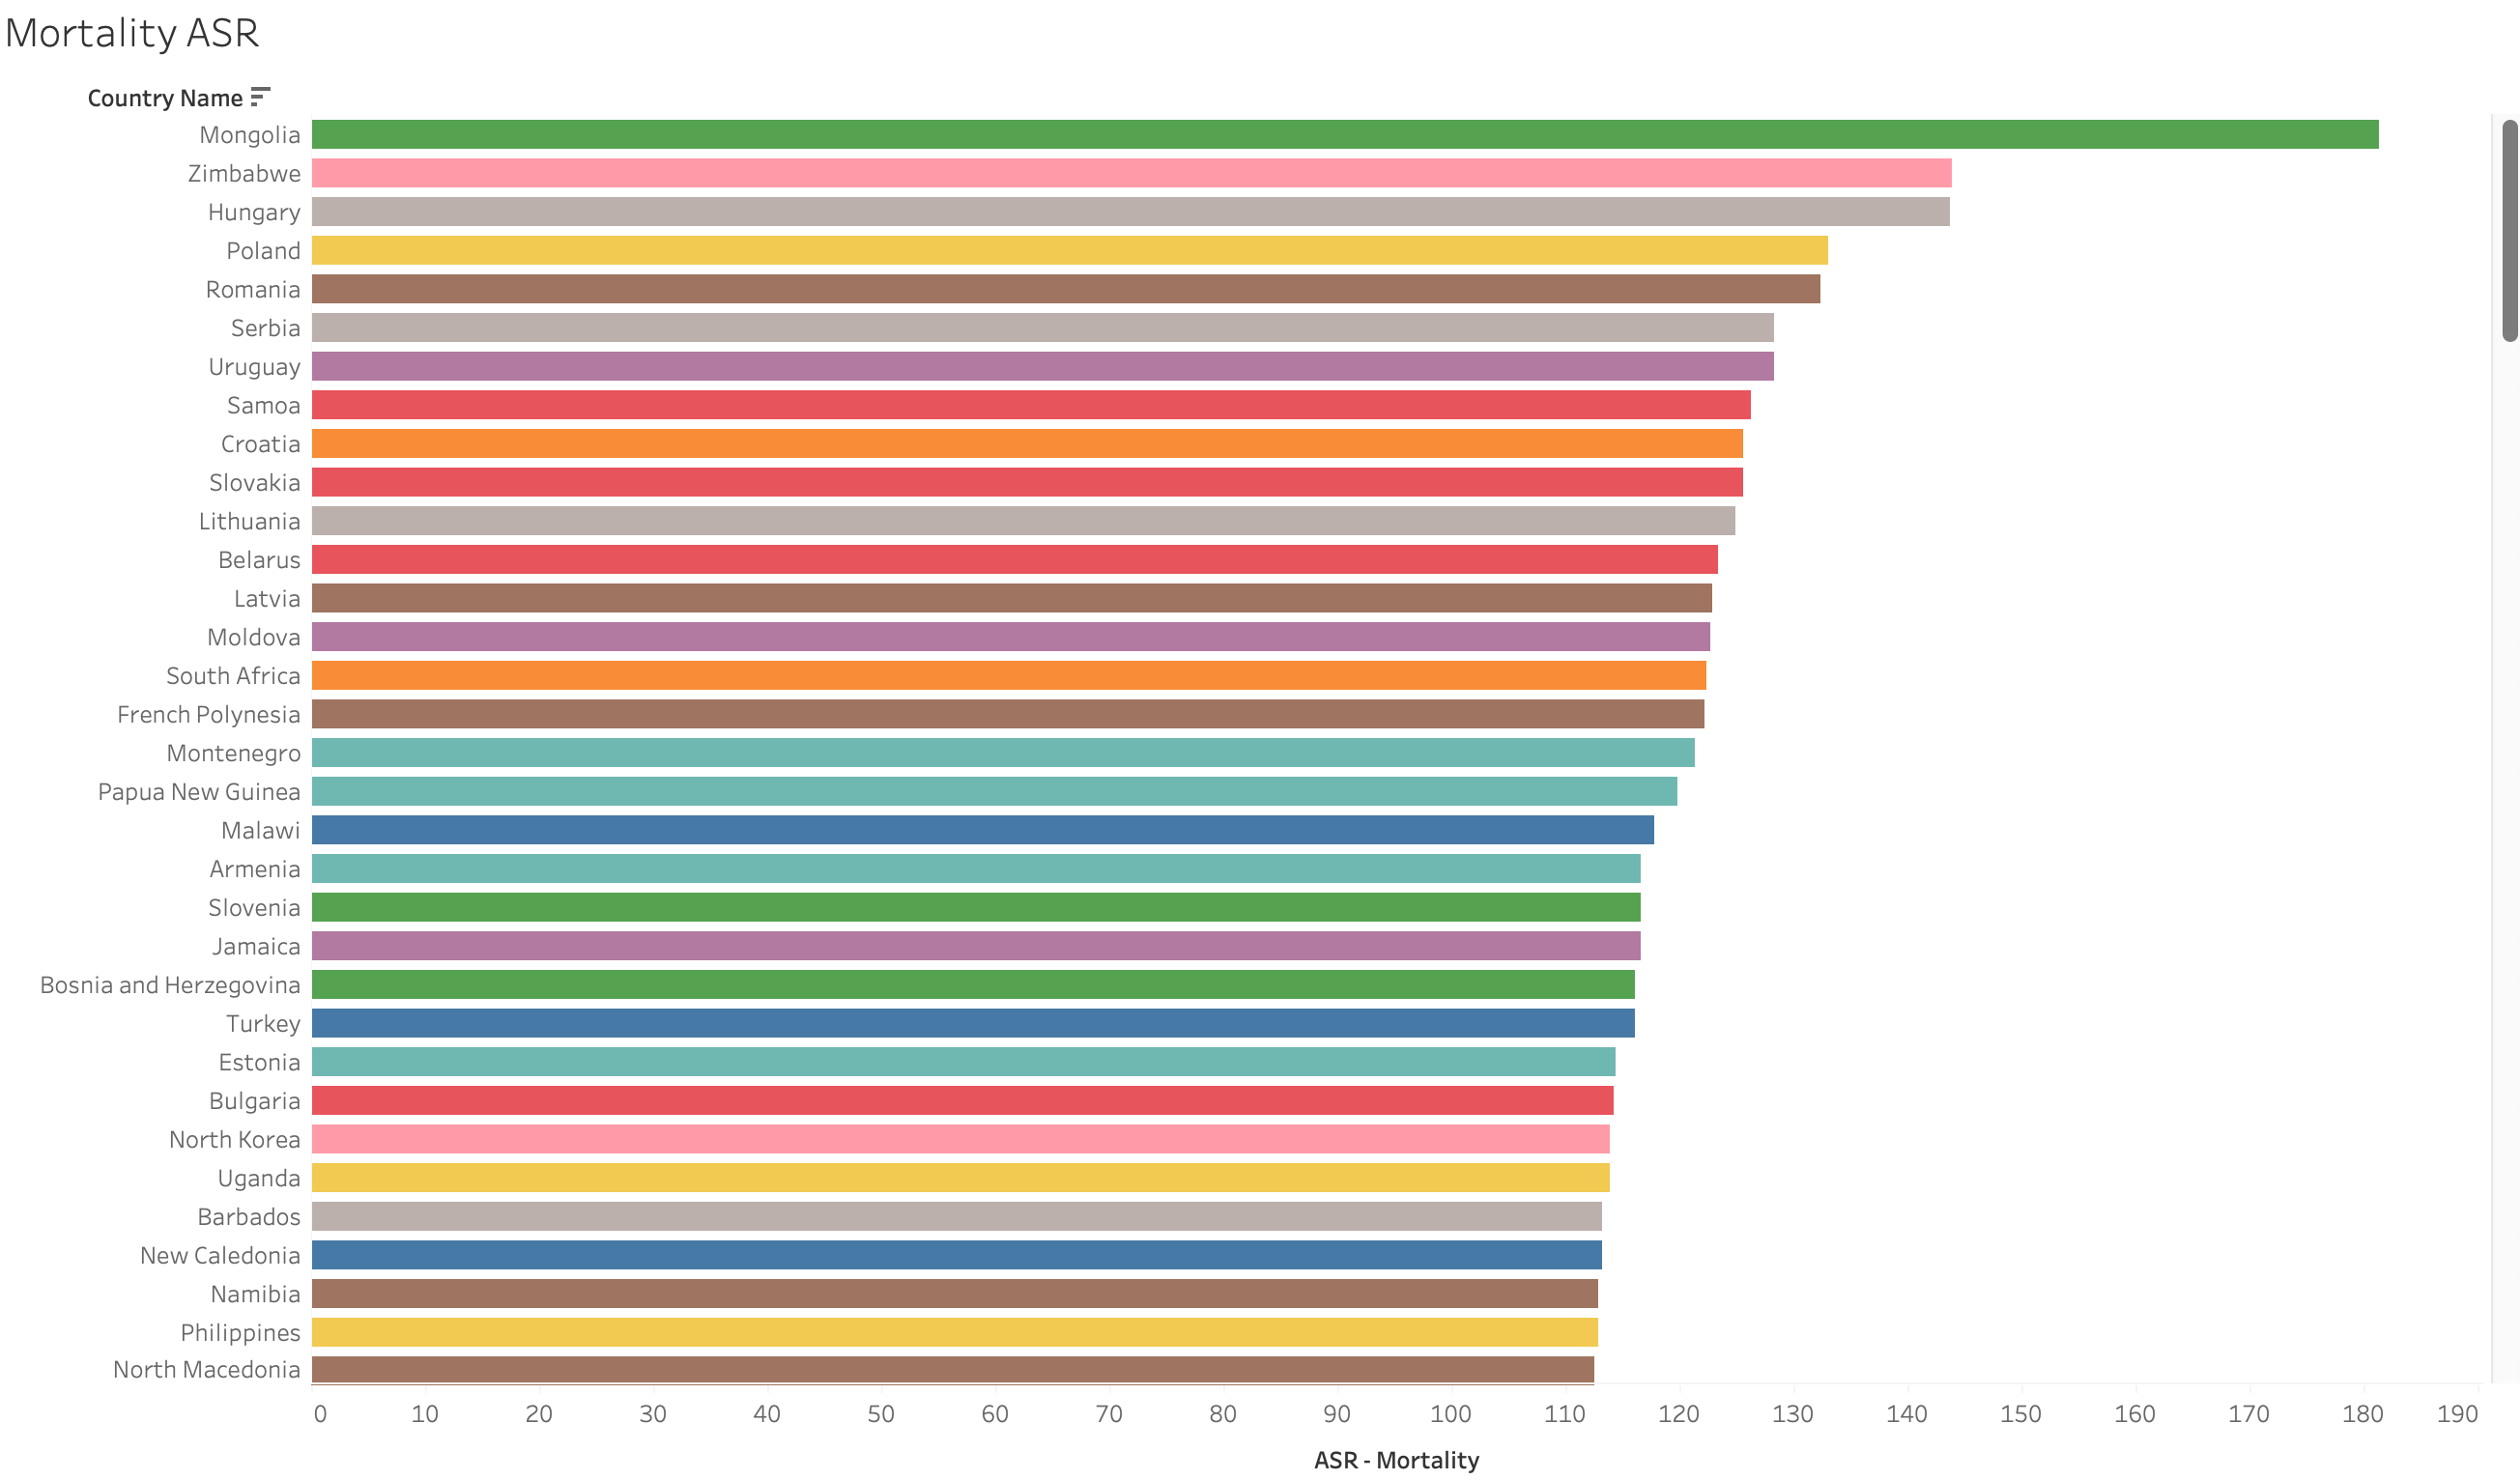 Mortality ASR
Country Name
Mongolia
Zimbabwe
Hungary
Poland
Romania
Serbia
Uruguay
Samoa
Croatia
Slovakia
Lithuania
Belarus
Latvia
Moldova
South Africa
French Polynesia
Montenegro
Papua New Guinea
Malawi
Armenia
Slovenia
Jamaica
Bosnia and Herzegovina
Turkey
Estonia
Bulgaria
North Korea
Uganda
Barbados
New Caledonia
Namibia
Philippines
North Macedonia
0 10 20 30 40 50 60 70 80 90 100 110 120 130 140 150 160 170 180 190
ASR - Mortality